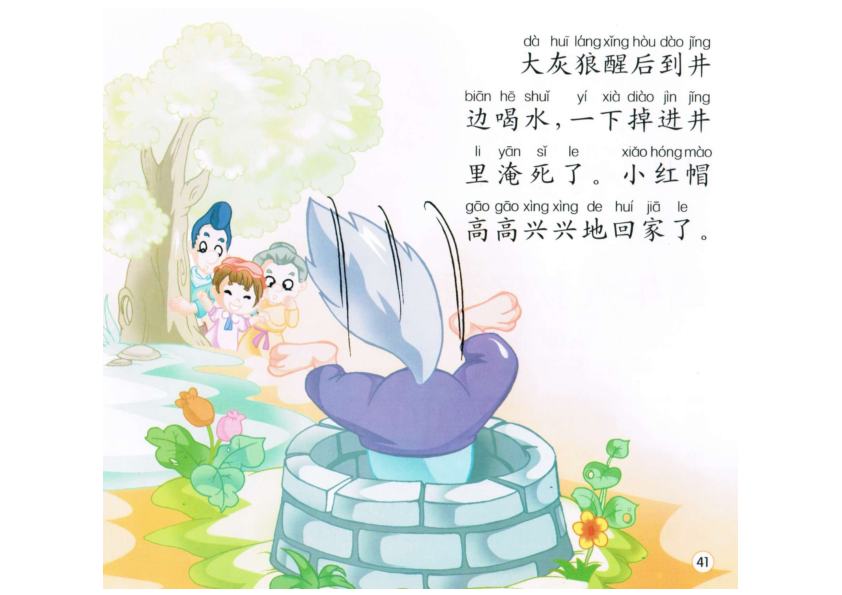 dà huī láng xǐng hòu dào jǐng
大灰狼醒后到井
biān hē shuǐ yí xià diào jìn jǐng
边喝水，一下掉进井
li yān sǐ le xiǎo hóng mào
里淹死了。小红帽
gāo gāo xìng xìng de huí jiā le
高高兴兴地回家了。
41